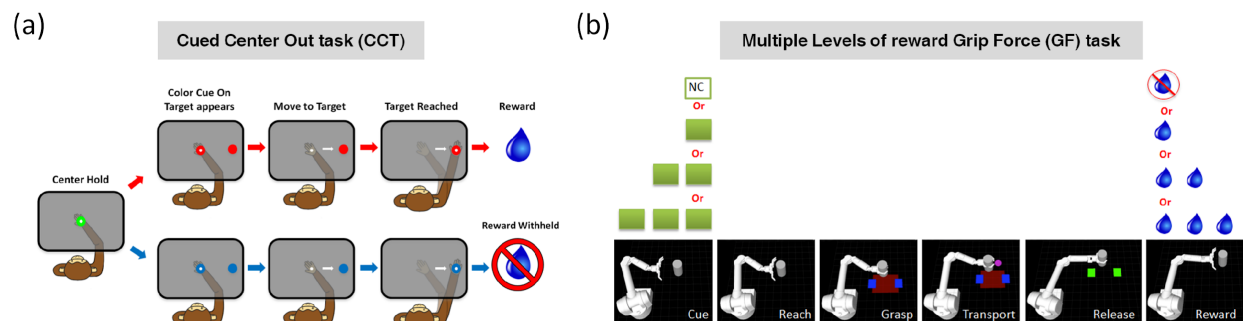 (a)
Cued Center Out task (CCT)
Color Cue On
Target appears
Move to Target
Target Reached
Reward
Center Hold
Reward Withheld
(b)
Multiple Levels of reward Grip Force (GF) task
NC
Or
Or
Or
Or
Or
Or
Cue
Reach
Grasp
Transport
Release
Reward